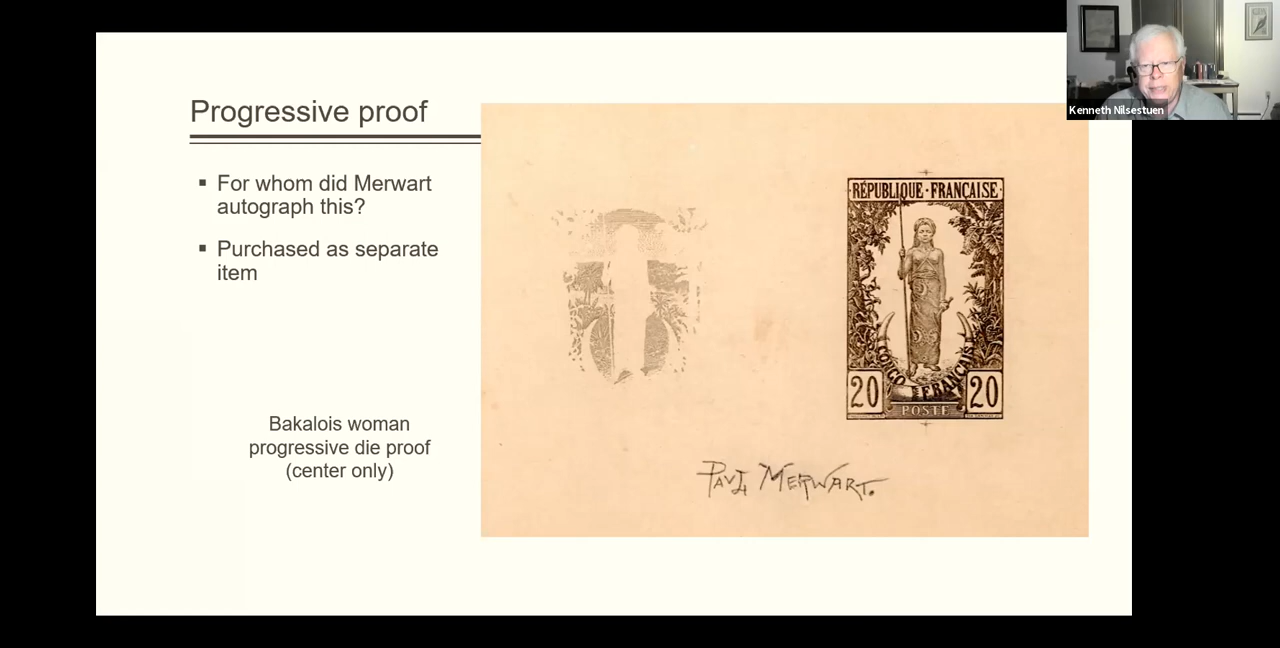 Progressive proof
▪ For whom did Merwart
autograph this?
▪ Purchased as separate
item
Bakalois woman
progressive die proof
(center only)
RÉPUBLIQUE·FRANÇAISE
CONGO FRANÇAIS
20 20
POSTE
PAUL MERWART.
Kenneth Nilsestuen